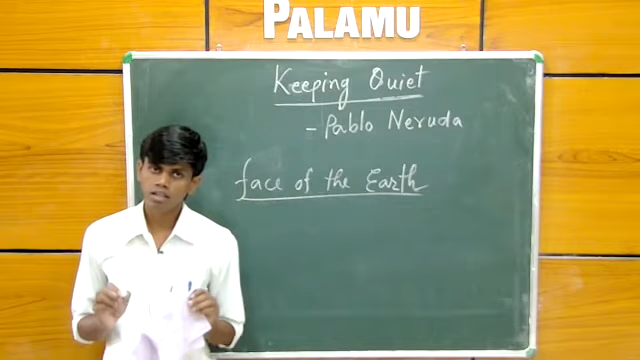 PALAMU
Keeping Quiet
- Pablo Neruda
face of the Earth